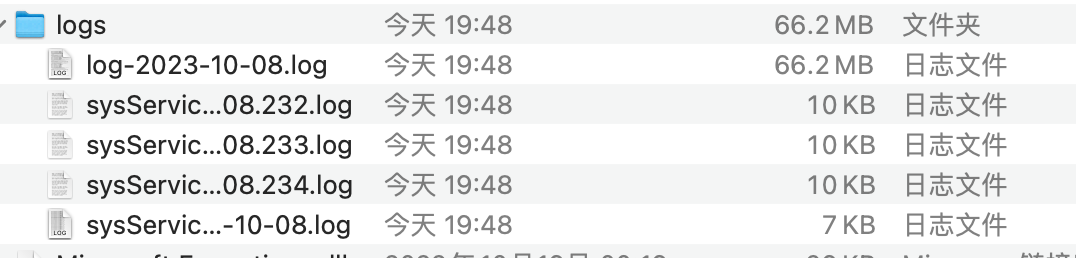 logs 今天 19:48 66.2 MB 文件夹
log-2023-10-08.log 今天 19:48 66.2 MB 日志文件
sysServic...08.232.log 今天 19:48 10 KB 日志文件
sysServic...08.233.log 今天 19:48 10 KB 日志文件
sysServic...08.234.log 今天 19:48 10 KB 日志文件
sysServic...-10-08.log 今天 19:48 7 KB 日志文件